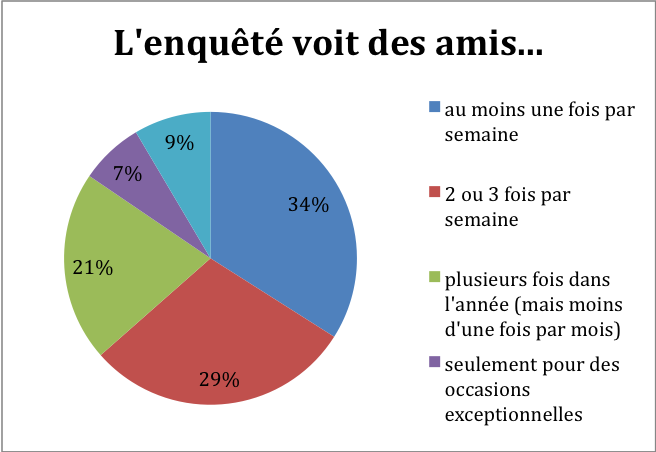 L'enquêté voit des amis...
9%
7%
34%
21%
29%
au moins une fois par
semaine
2 ou 3 fois par
semaine
plusieurs fois dans
l'année (mais moins
d'une fois par mois)
seulement pour des
occasions
exceptionnelles